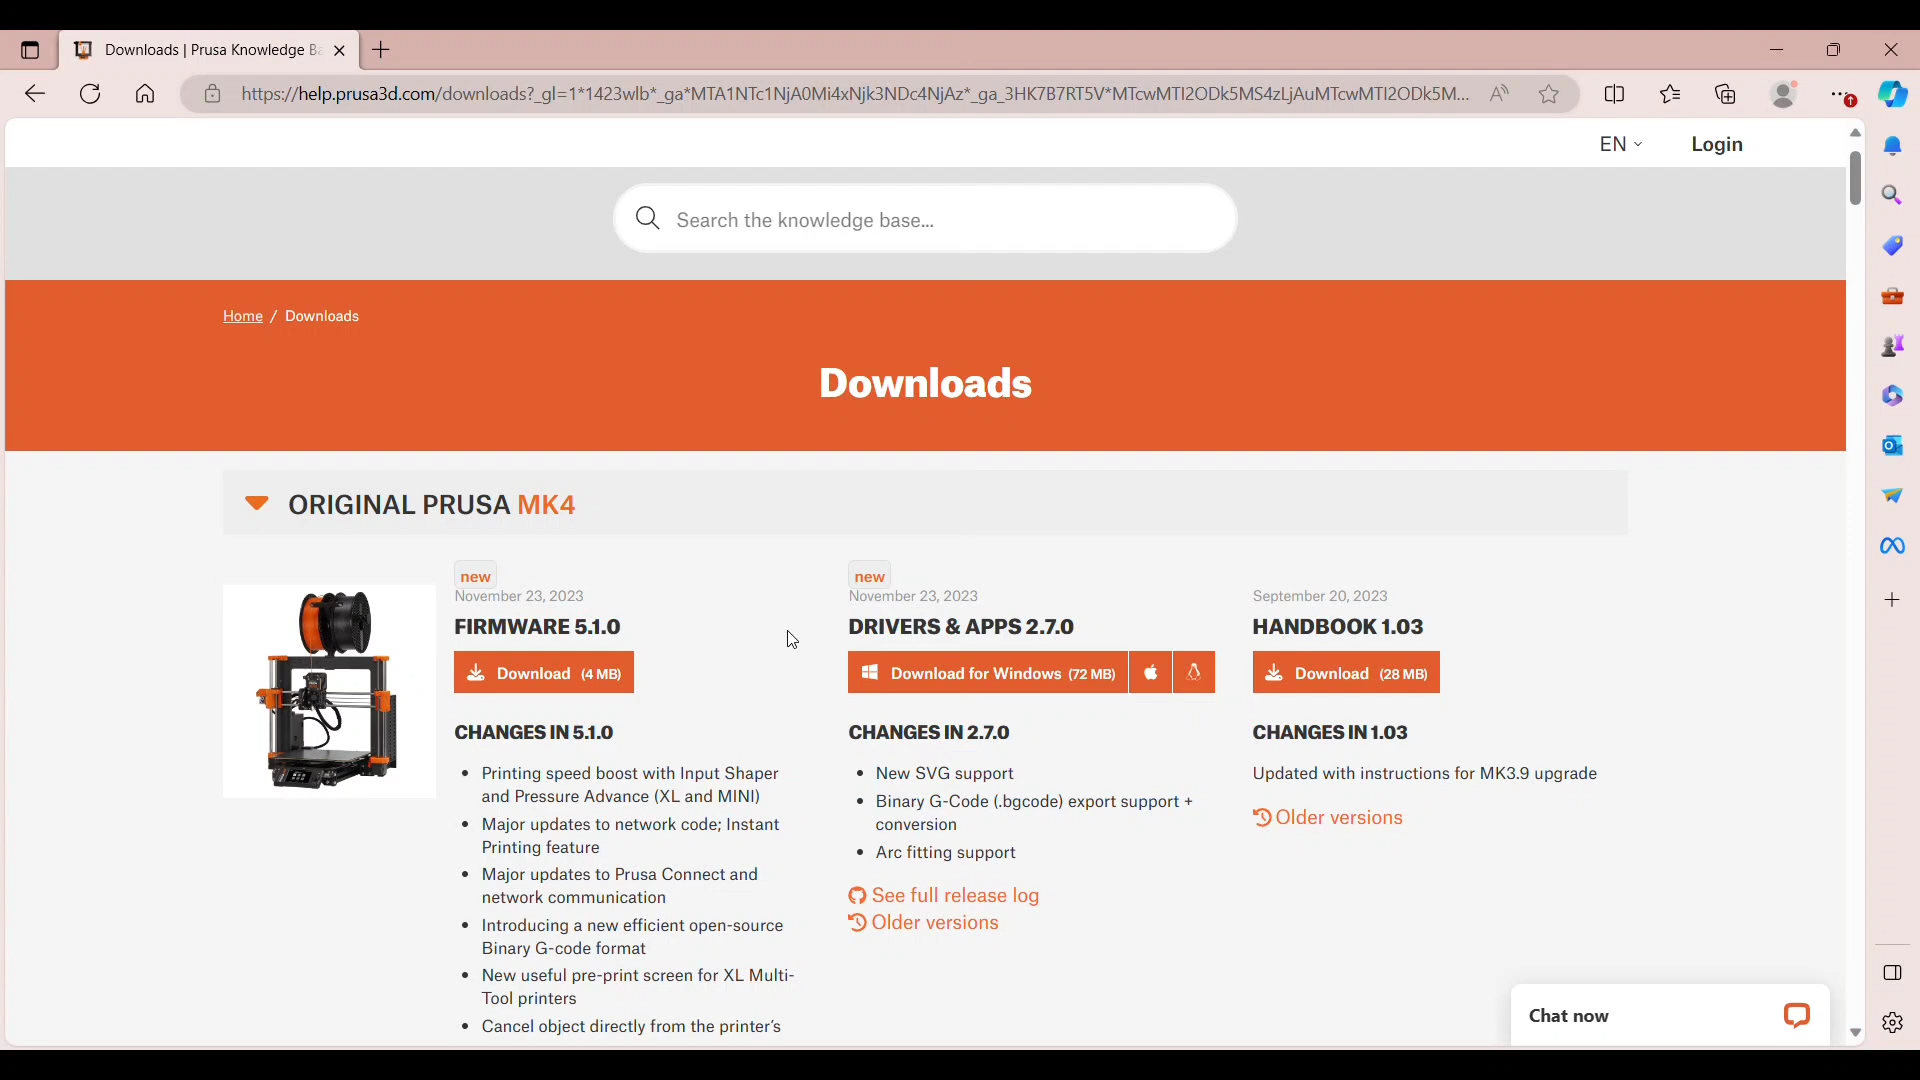 Downloads | Prusa Knowledge Ba
https://help.prusa3d.com/downloads?_gl=1*1423wlb*_ga*MTA1NTc1NjA0Mi4xNjk3NDc4NjAz*_ga_3HK7B7RT5V*MTcwMTI2ODk5MS4zLjAuMTcwMTI2ODk5M...
EN
Login
Search the knowledge base...
Home / Downloads
Downloads
ORIGINAL PRUSA MK4
new
November 23, 2023
FIRMWARE 5.1.0
Download (4 MB)
CHANGES IN 5.1.0
• Printing speed boost with Input Shaper
and Pressure Advance (XL and MINI)
• Major updates to network code; Instant
Printing feature
• Major updates to Prusa Connect and
network communication
• Introducing a new efficient open-source
Binary G-code format
• New useful pre-print screen for XL Multi-
Tool printers
• Cancel object directly from the printer's
new
November 23, 2023
DRIVERS & APPS 2.7.0
Download for Windows (72 MB)
CHANGES IN 2.7.0
• New SVG support
• Binary G-Code (.bgcode) export support +
conversion
• Arc fitting support
See full release log
Older versions
September 20, 2023
HANDBOOK 1.03
Download (28 MB)
CHANGES IN 1.03
Updated with instructions for MK3.9 upgrade
Older versions
Chat now